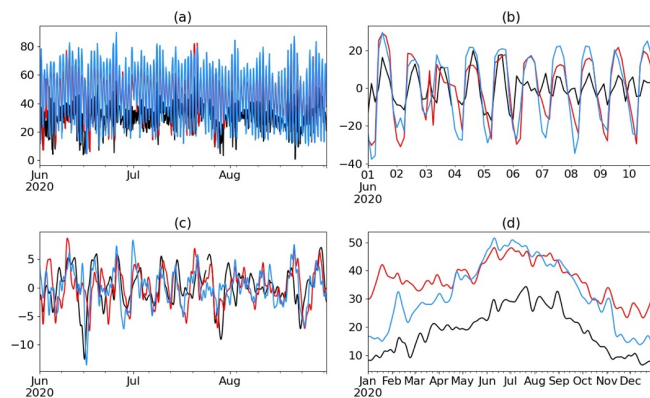 (a)
80
60
40
20
0
Jun Jul Aug
2020
(b)
20
0
−20
−40
01 02 03 04 05 06 07 08 09 10
Jun
2020
(c)
5
0
−5
−10
Jun Jul Aug
2020
(d)
50
40
30
20
10
Jan Feb Mar Apr May Jun Jul Aug Sep Oct Nov Dec
2020